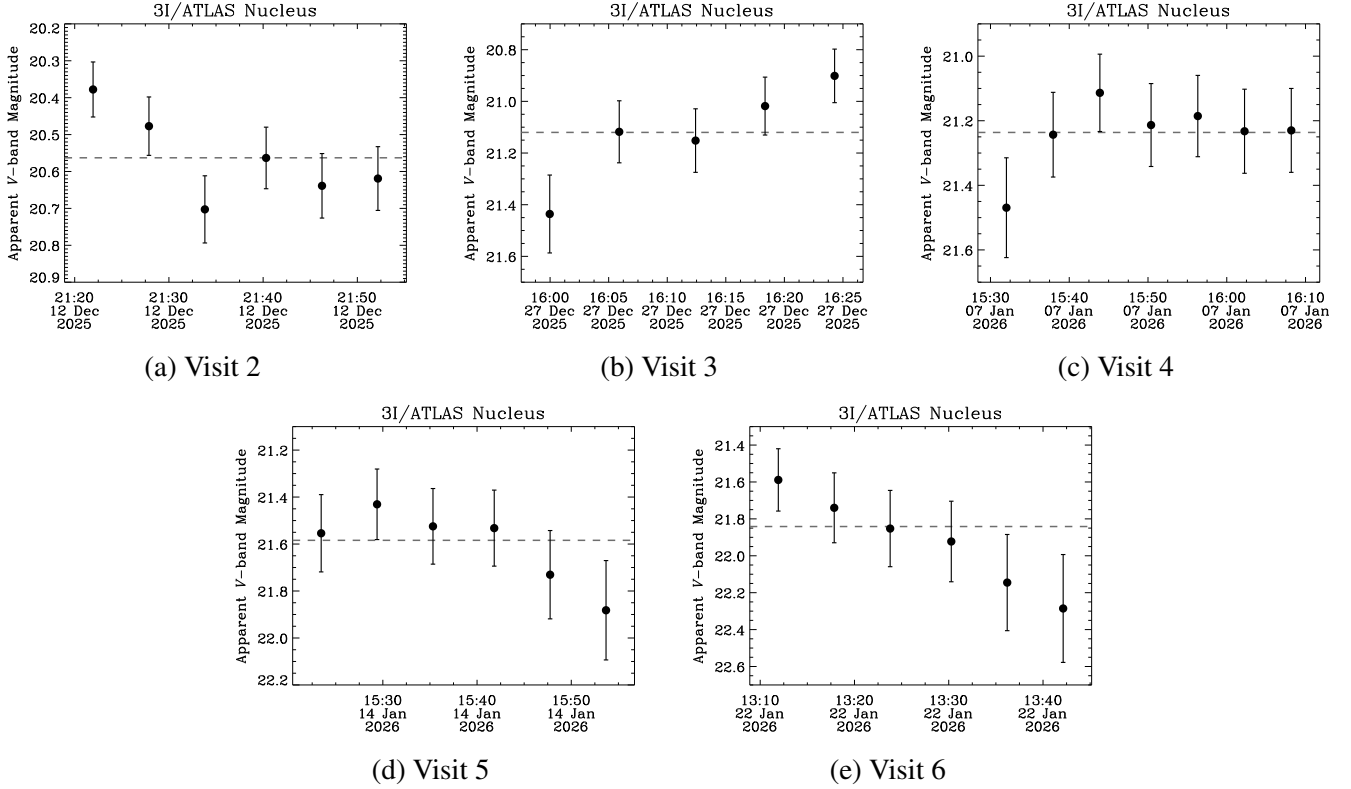 3I/ATLAS Nucleus
Apparent V-band Magnitude
20.2
20.3
20.4
20.5
20.6
20.7
20.8
20.9
21:20
12 Dec
2025
21:30
12 Dec
2025
21:40
12 Dec
2025
21:50
12 Dec
2025
(a) Visit 2
3I/ATLAS Nucleus
Apparent V-band Magnitude
20.8
21.0
21.2
21.4
21.6
16:00
27 Dec
2025
16:05
27 Dec
2025
16:10
27 Dec
2025
16:15
27 Dec
2025
16:20
27 Dec
2025
16:25
27 Dec
2025
(b) Visit 3
3I/ATLAS Nucleus
Apparent V-band Magnitude
21.0
21.2
21.4
21.6
15:30
07 Jan
2026
15:40
07 Jan
2026
15:50
07 Jan
2026
16:00
07 Jan
2026
16:10
07 Jan
2026
(c) Visit 4
3I/ATLAS Nucleus
Apparent V-band Magnitude
21.2
21.4
21.6
21.8
22.0
22.2
15:30
14 Jan
2026
15:40
14 Jan
2026
15:50
14 Jan
2026
(d) Visit 5
3I/ATLAS Nucleus
Apparent V-band Magnitude
21.4
21.6
21.8
22.0
22.2
22.4
22.6
13:10
22 Jan
2026
13:20
22 Jan
2026
13:30
22 Jan
2026
13:40
22 Jan
2026
(e) Visit 6